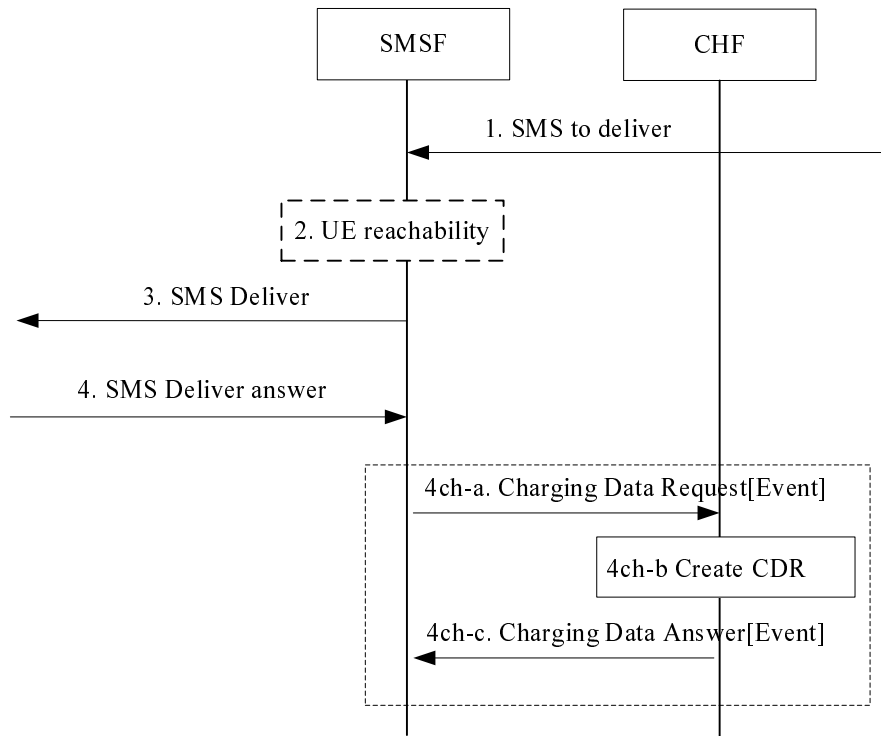 SMSF
CHF
1. SMS to deliver
2. UE reachability
3. SMS Deliver
4. SMS Deliver answer
4ch-a. Charging Data Request[Event]
4ch-b Create CDR
4ch-c. Charging Data Answer[Event]